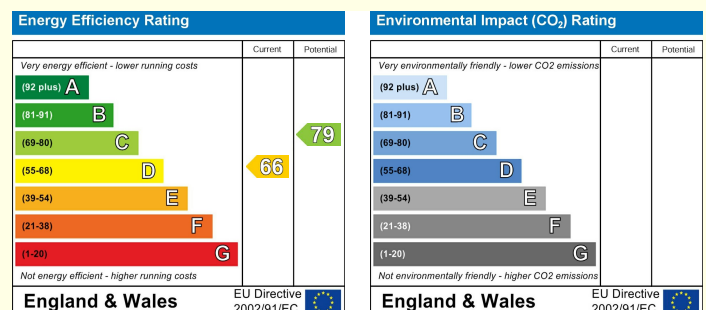 Energy Efficiency Rating
Current Potential
Very energy efficient - lower running costs
(92 plus) A
(81-91) B
(69-80) C
79
(55-68) D
66
(39-54) E
(21-38) F
(1-20) G
Not energy efficient - higher running costs
England & Wales
EU Directive
2002/91/EC
Environmental Impact (CO₂) Rating
Current Potential
Very environmentally friendly - lower CO2 emissions
(92 plus) A
(81-91) B
(69-80) C
(55-68) D
(39-54) E
(21-38) F
(1-20) G
Not environmentally friendly - higher CO2 emissions
England & Wales
EU Directive
2002/91/EC